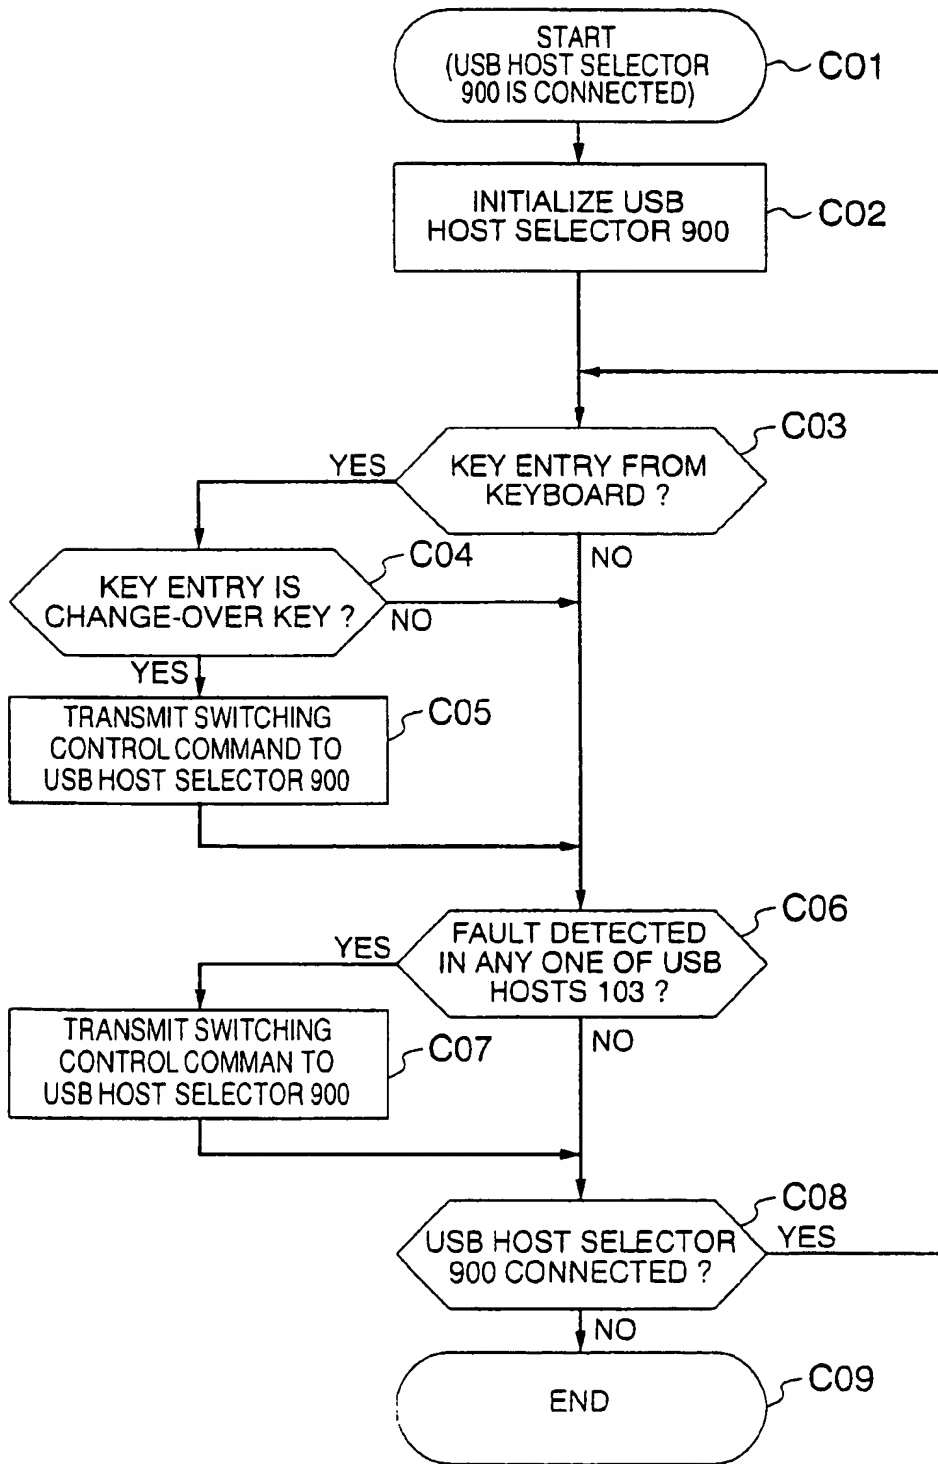 START
(USB HOST SELECTOR
900 IS CONNECTED)
C01
INITIALIZE USB
HOST SELECTOR 900
C02
C03
KEY ENTRY FROM
KEYBOARD ?
YES
NO
C04
KEY ENTRY IS
CHANGE-OVER KEY ?
NO
YES
C05
TRANSMIT SWITCHING
CONTROL COMMAND TO
USB HOST SELECTOR 900
C06
FAULT DETECTED
IN ANY ONE OF USB
HOSTS 103 ?
YES
NO
TRANSMIT SWITCHING
CONTROL COMMAN TO
USB HOST SELECTOR 900
C07
C08
USB HOST SELECTOR
900 CONNECTED ?
YES
NO
END
C09